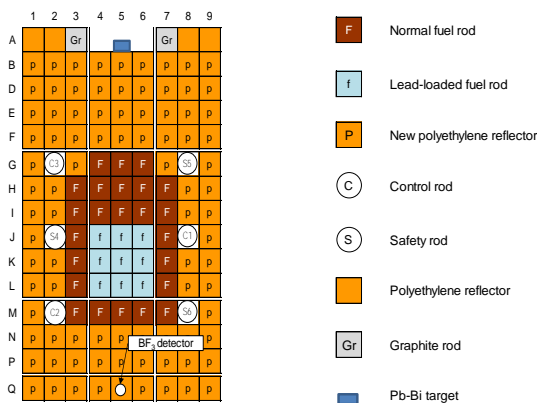 1 2 3 4 5 6 7 8 9
A Gr Gr
B p p p p p p p p p
D p p p p p p p p p
E p p p p p p p p p
F p p p p p p p p p
G p C3 p F F F p S5 p
H p p F F F F F p p
I p p F F F F F p p
J p S4 F f f f F C1 p
K p p F f f f F p p
L p p F f f f F p p
M p C2 F F F F F S6 p
N p p p p p p p p p
BF3 detector
P p p p p p p p p p
Q p p p p p p p p
F Normal fuel rod
f Lead-loaded fuel rod
P New polyethylene reflector
C Control rod
S Safety rod
Polyethylene reflector
Gr Graphite rod
Pb-Bi target